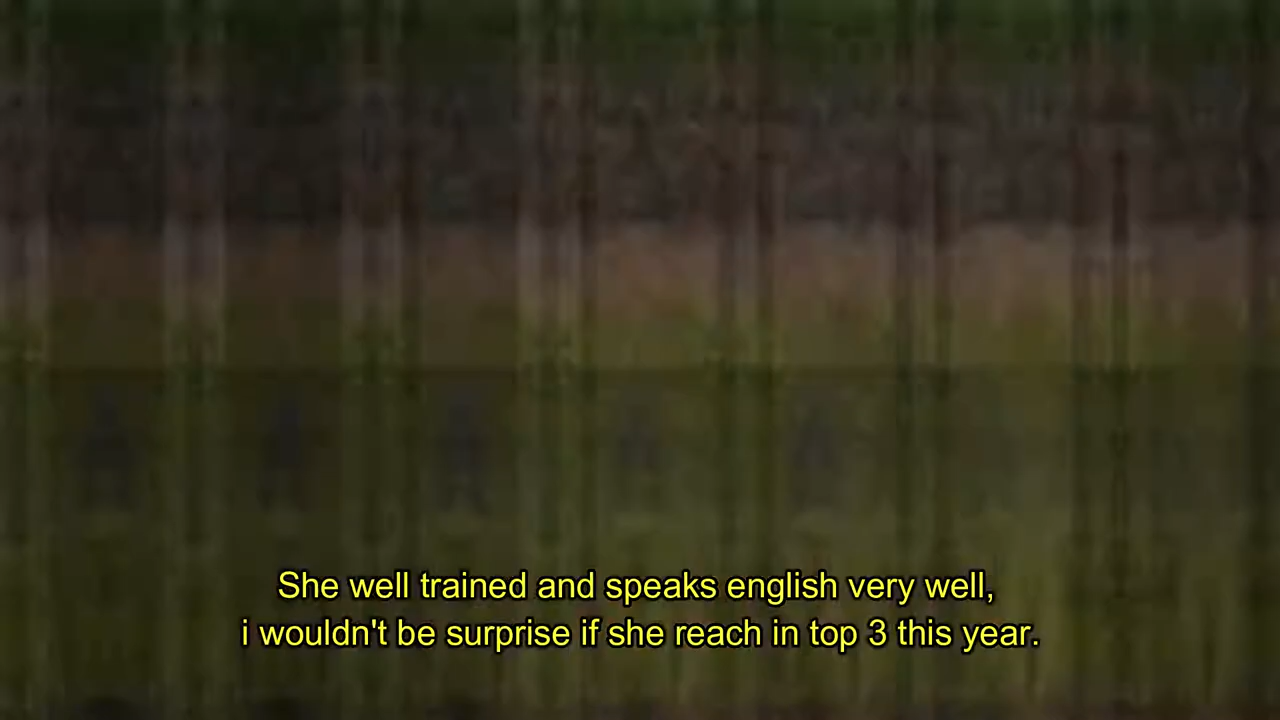 She well trained and speaks english very well,
i wouldn't be surprise if she reach in top 3 this year.